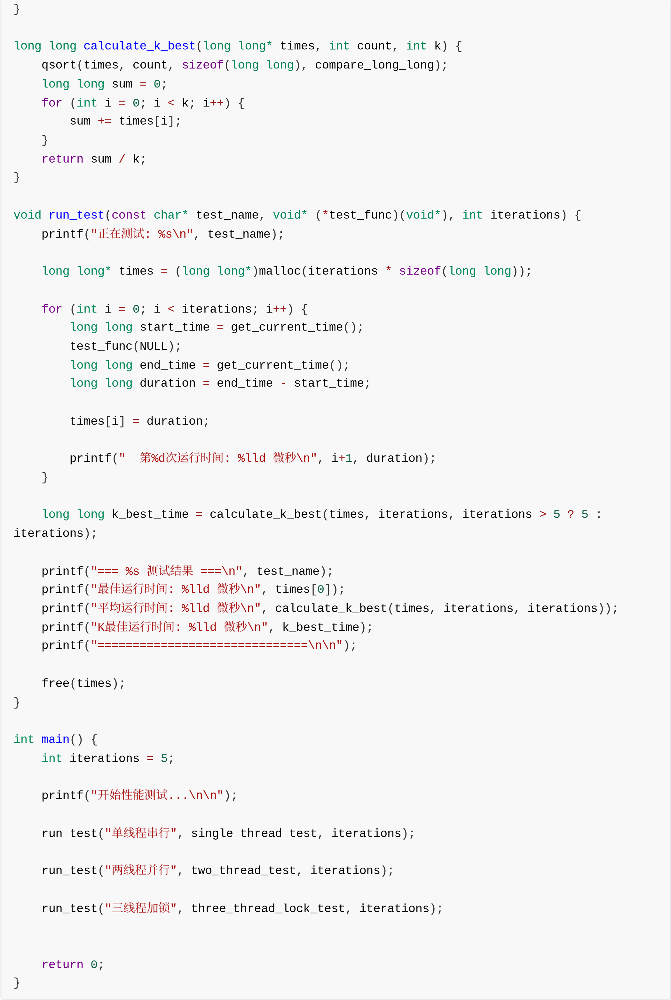 }

long long calculate_k_best(long long* times, int count, int k) {
    qsort(times, count, sizeof(long long), compare_long_long);
    long long sum = 0;
    for (int i = 0; i < k; i++) {
        sum += times[i];
    }
    return sum / k;
}

void run_test(const char* test_name, void* (*test_func)(void*), int iterations) {
    printf("正在测试: %s\n", test_name);

    long long* times = (long long*)malloc(iterations * sizeof(long long));

    for (int i = 0; i < iterations; i++) {
        long long start_time = get_current_time();
        test_func(NULL);
        long long end_time = get_current_time();
        long long duration = end_time - start_time;

        times[i] = duration;

        printf("  第%d次运行时间: %lld 微秒\n", i+1, duration);
    }

    long long k_best_time = calculate_k_best(times, iterations, iterations > 5 ? 5 :
iterations);

    printf("=== %s 测试结果 ===\n", test_name);
    printf("最佳运行时间: %lld 微秒\n", times[0]);
    printf("平均运行时间: %lld 微秒\n", calculate_k_best(times, iterations, iterations));
    printf("K最佳运行时间: %lld 微秒\n", k_best_time);
    printf("==============================\n\n");

    free(times);
}

int main() {
    int iterations = 5;

    printf("开始性能测试...\n\n");

    run_test("单线程串行", single_thread_test, iterations);

    run_test("两线程并行", two_thread_test, iterations);

    run_test("三线程加锁", three_thread_lock_test, iterations);


    return 0;
}